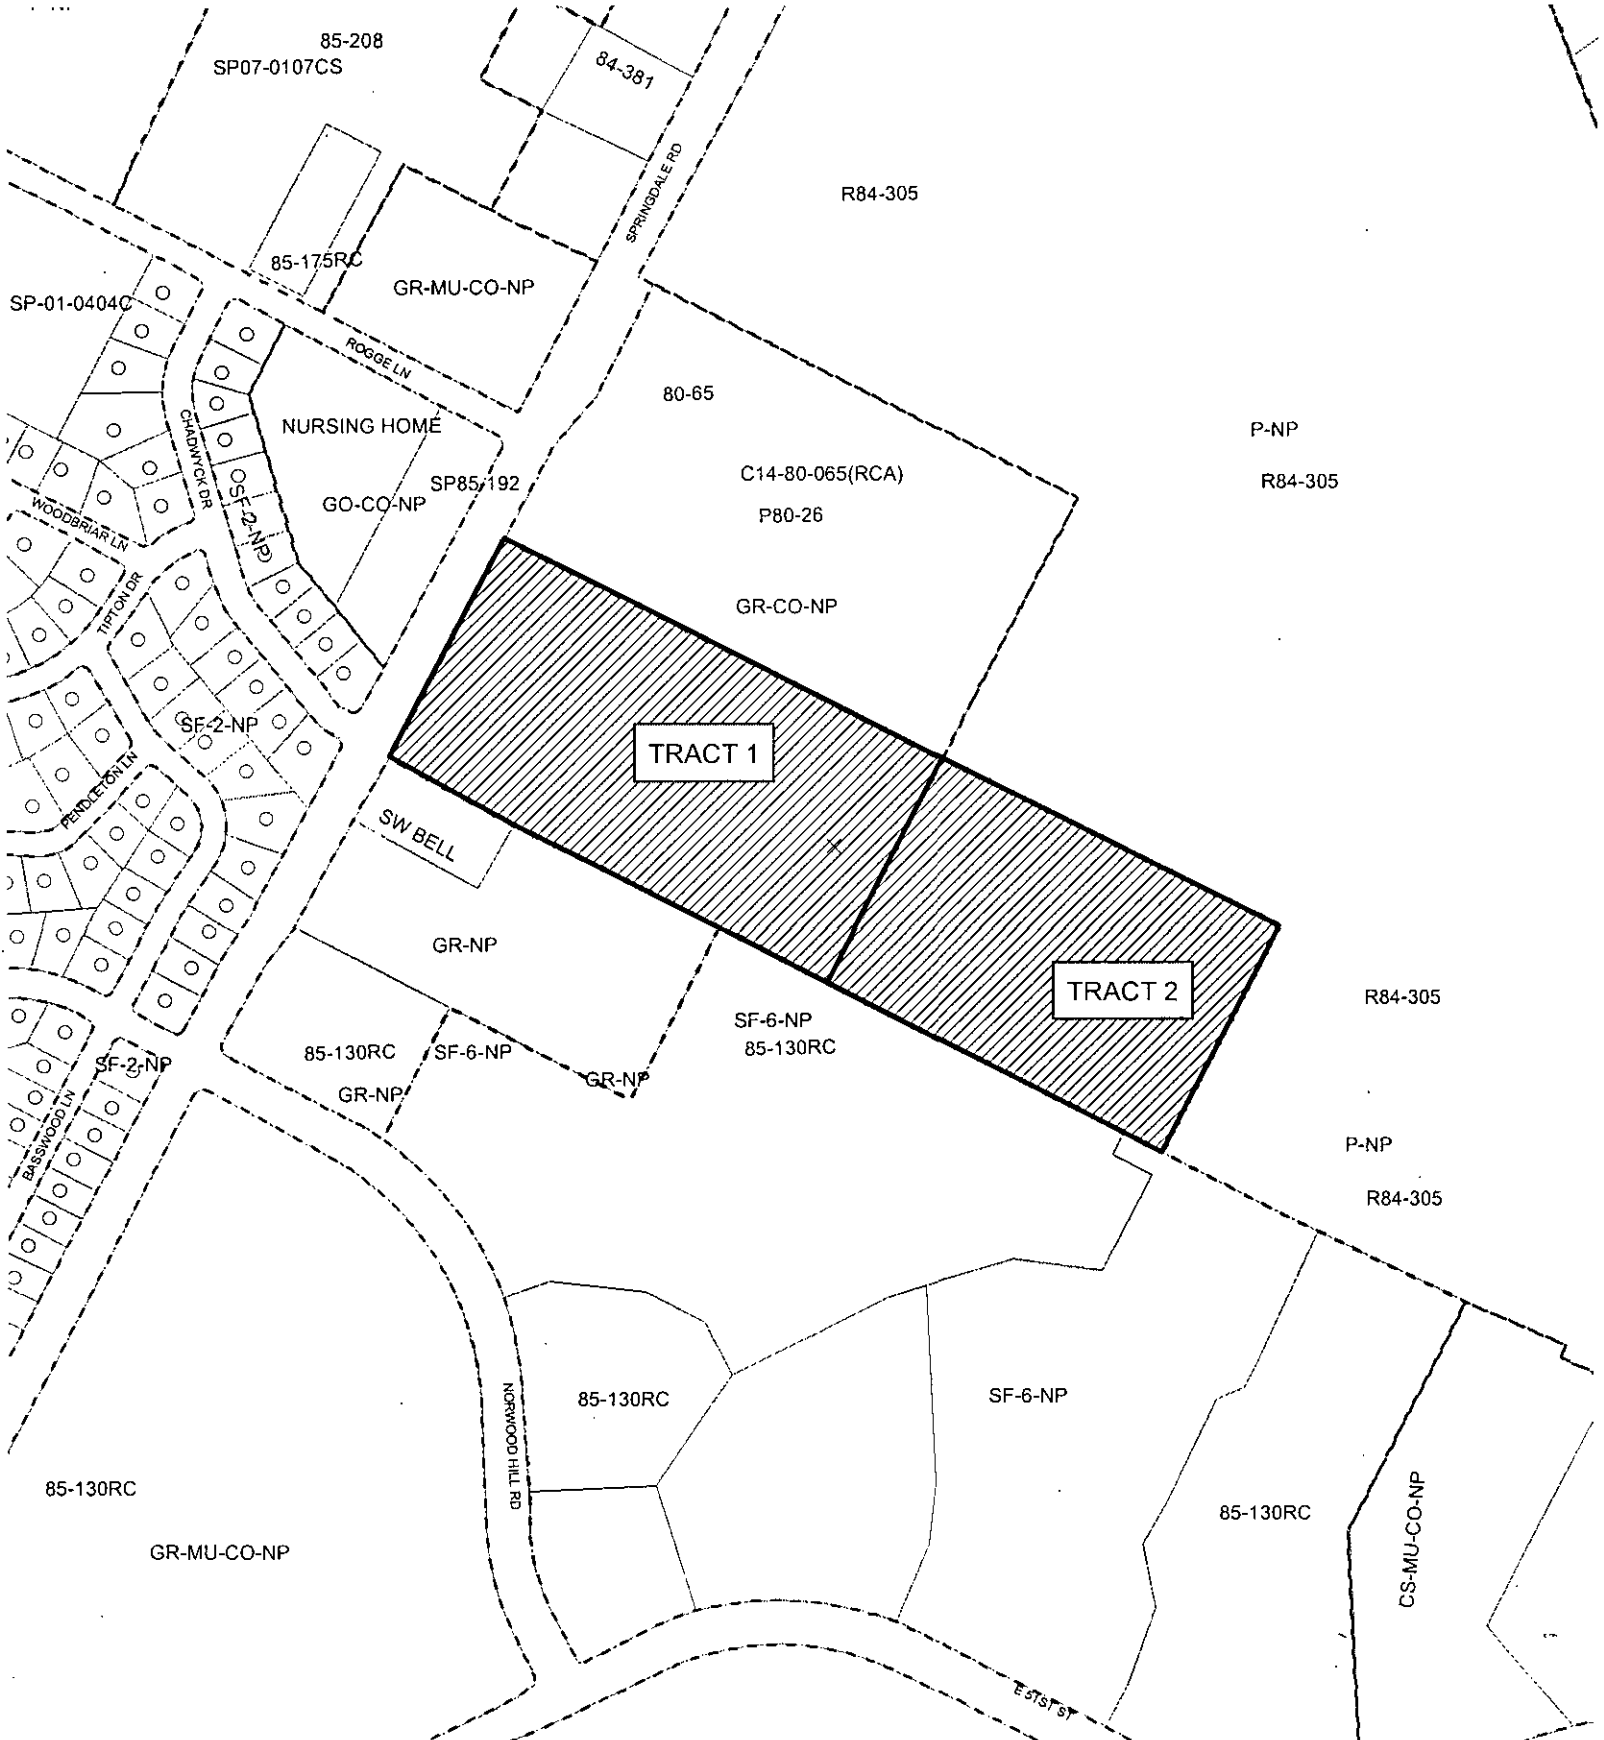 P-NP
85-208
SP07-0107CS
84-381
SPRINGDALE RD
R84-305
85-175RC
GR-MU-CO-NP
SP-01-0404C
ROGGE LN
80-65
CHADWYCK DR
NURSING HOME
P-NP
C14-80-065(RCA)
SP85-192
R84-305
GO-CO-NP
P80-26
SF-2-NP
WOODBRIAR LN
TIPTON DR
GR-CO-NP
SF-2-NP
TRACT 1
PENDLETON LN
SW BELL
GR-NP
TRACT 2
R84-305
SF-6-NP
85-130RC
85-130RC
SF-6-NP
SF-2-NP
GR-NP
GR-NP
BASSWOOD LN
P-NP
R84-305
85-130RC
SF-6-NP
NORWOOD HILL RD
85-130RC
85-130RC
CS-MU-CO-NP
GR-MU-CO-NP
E 51ST ST